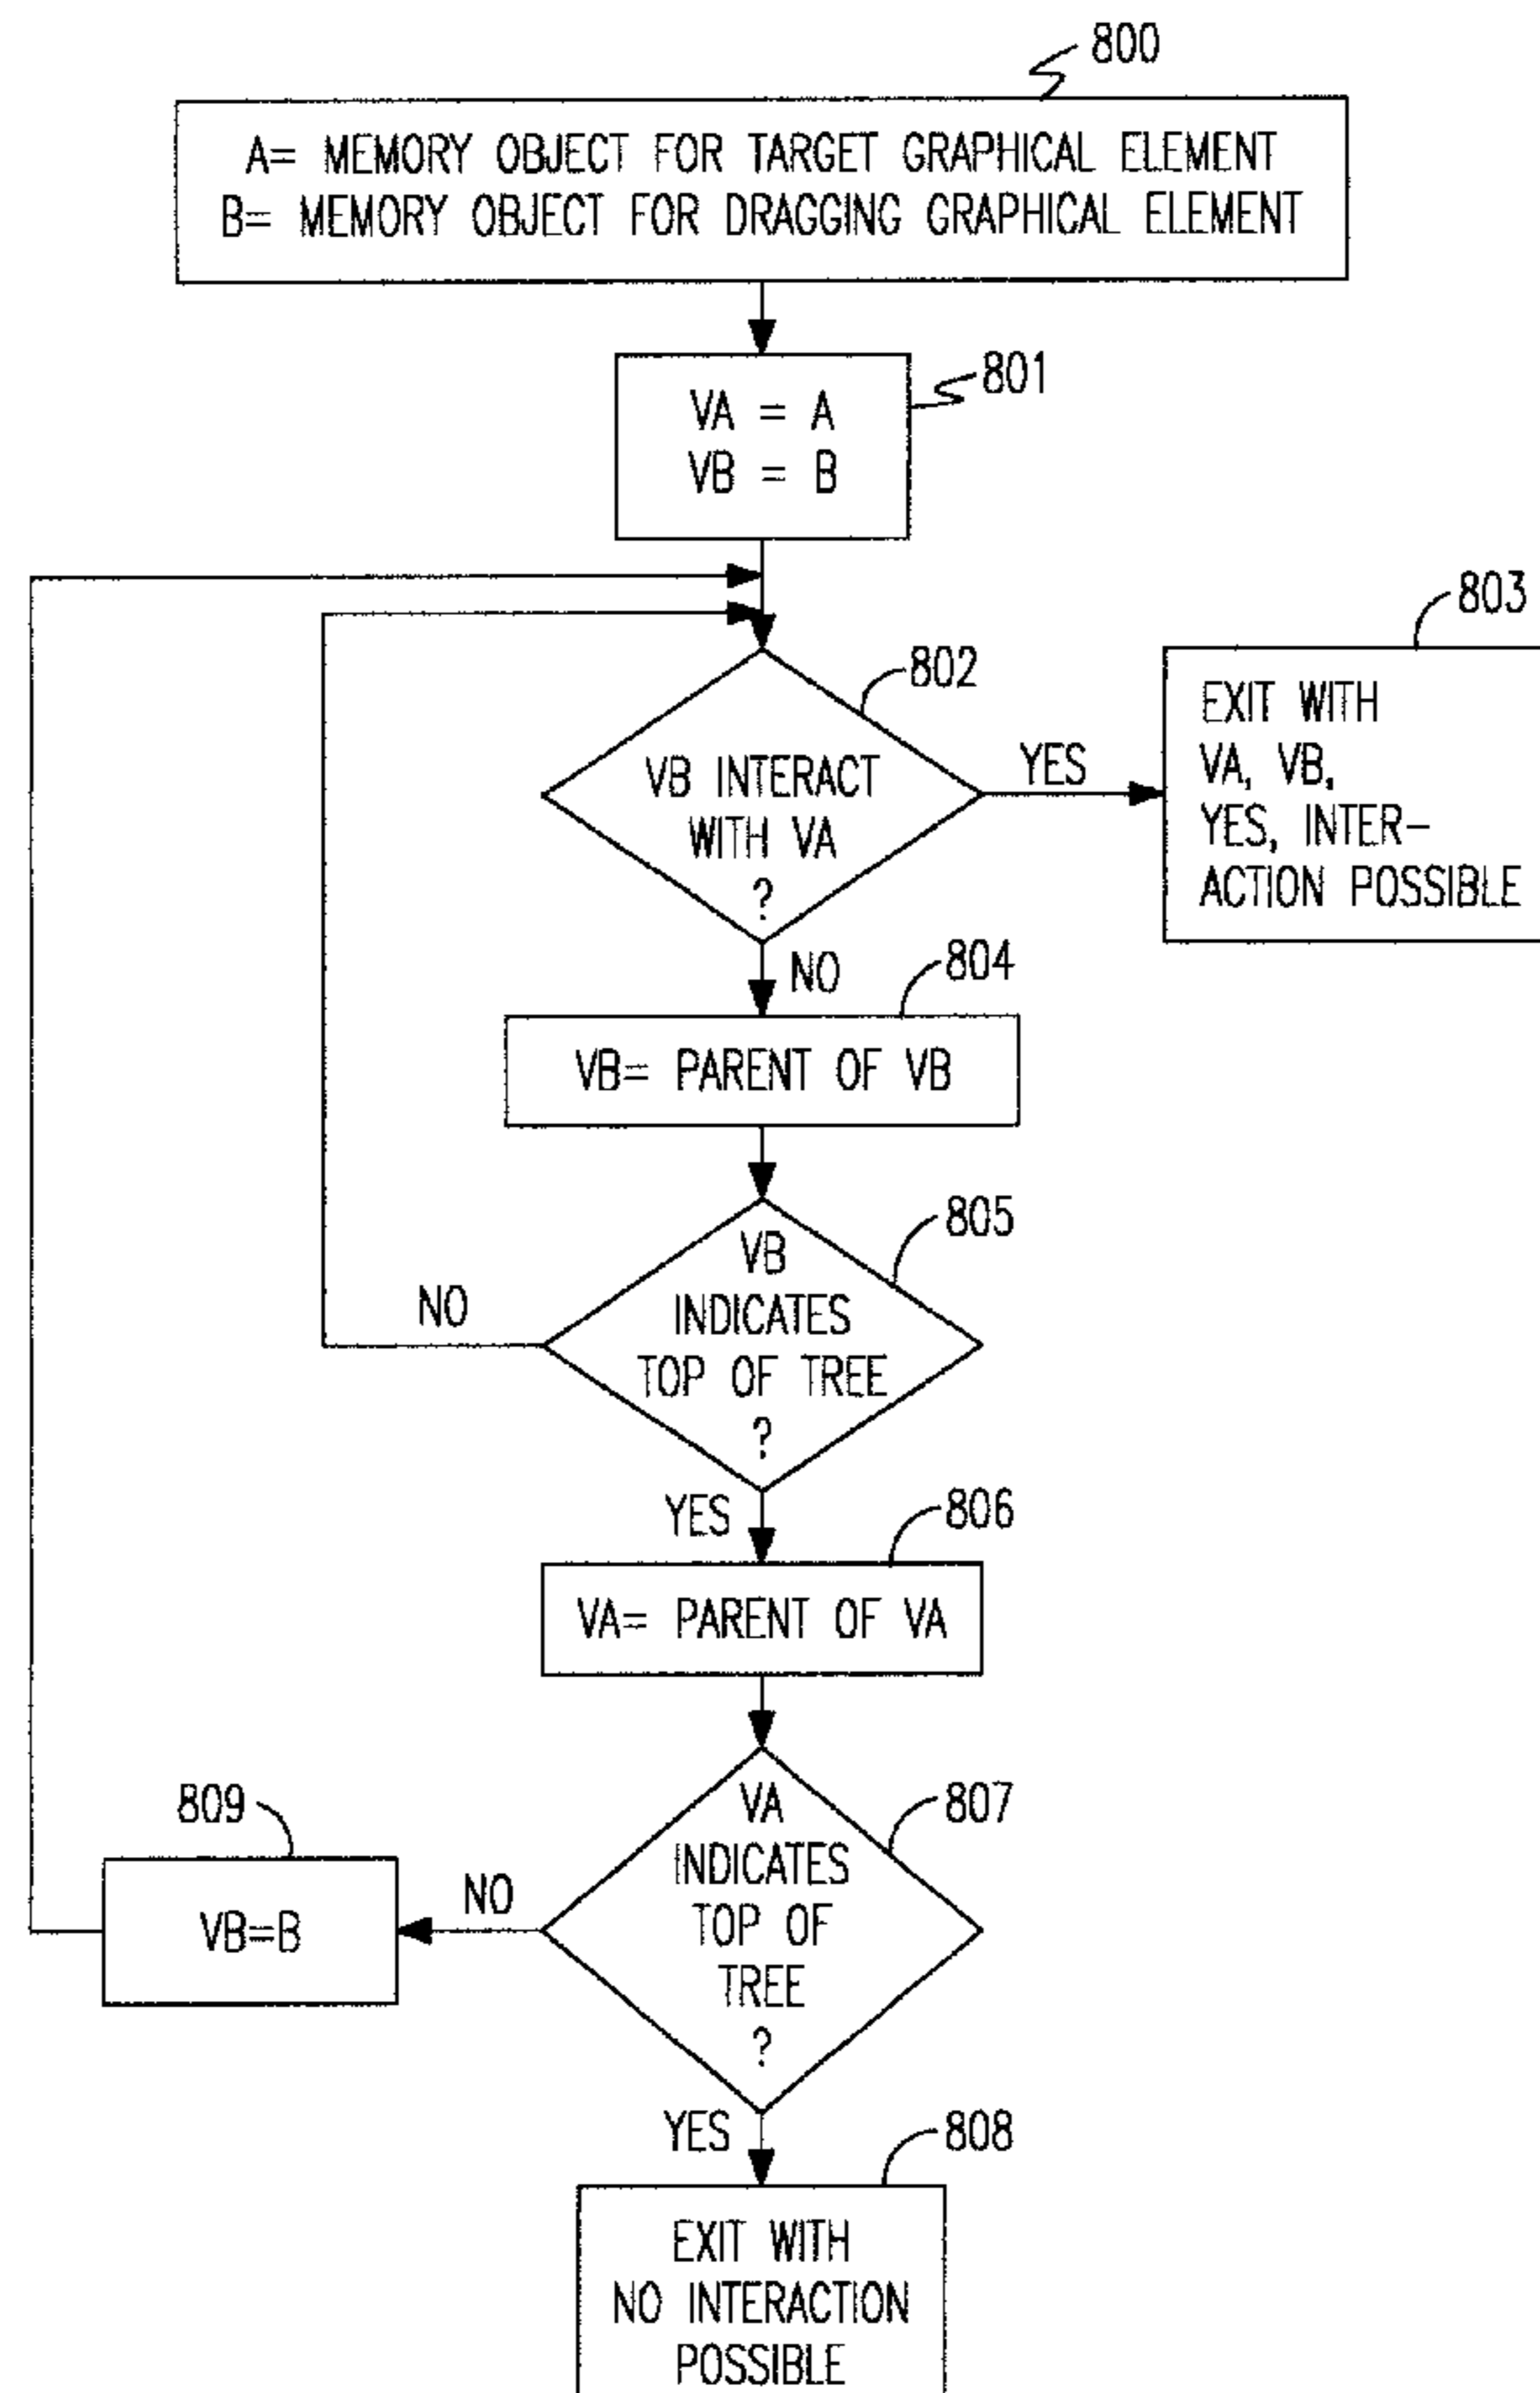 800
A= MEMORY OBJECT FOR TARGET GRAPHICAL ELEMENT
B= MEMORY OBJECT FOR DRAGGING GRAPHICAL ELEMENT
801
VA = A
VB = B
802
VB INTERACT
WITH VA
?
YES
803
EXIT WITH
VA, VB,
YES, INTER-
ACTION POSSIBLE
NO
804
VB= PARENT OF VB
805
VB
INDICATES
TOP OF TREE
?
NO
YES
806
VA= PARENT OF VA
807
VA
INDICATES
TOP OF
TREE
?
NO
809
VB=B
YES
808
EXIT WITH
NO INTERACTION
POSSIBLE